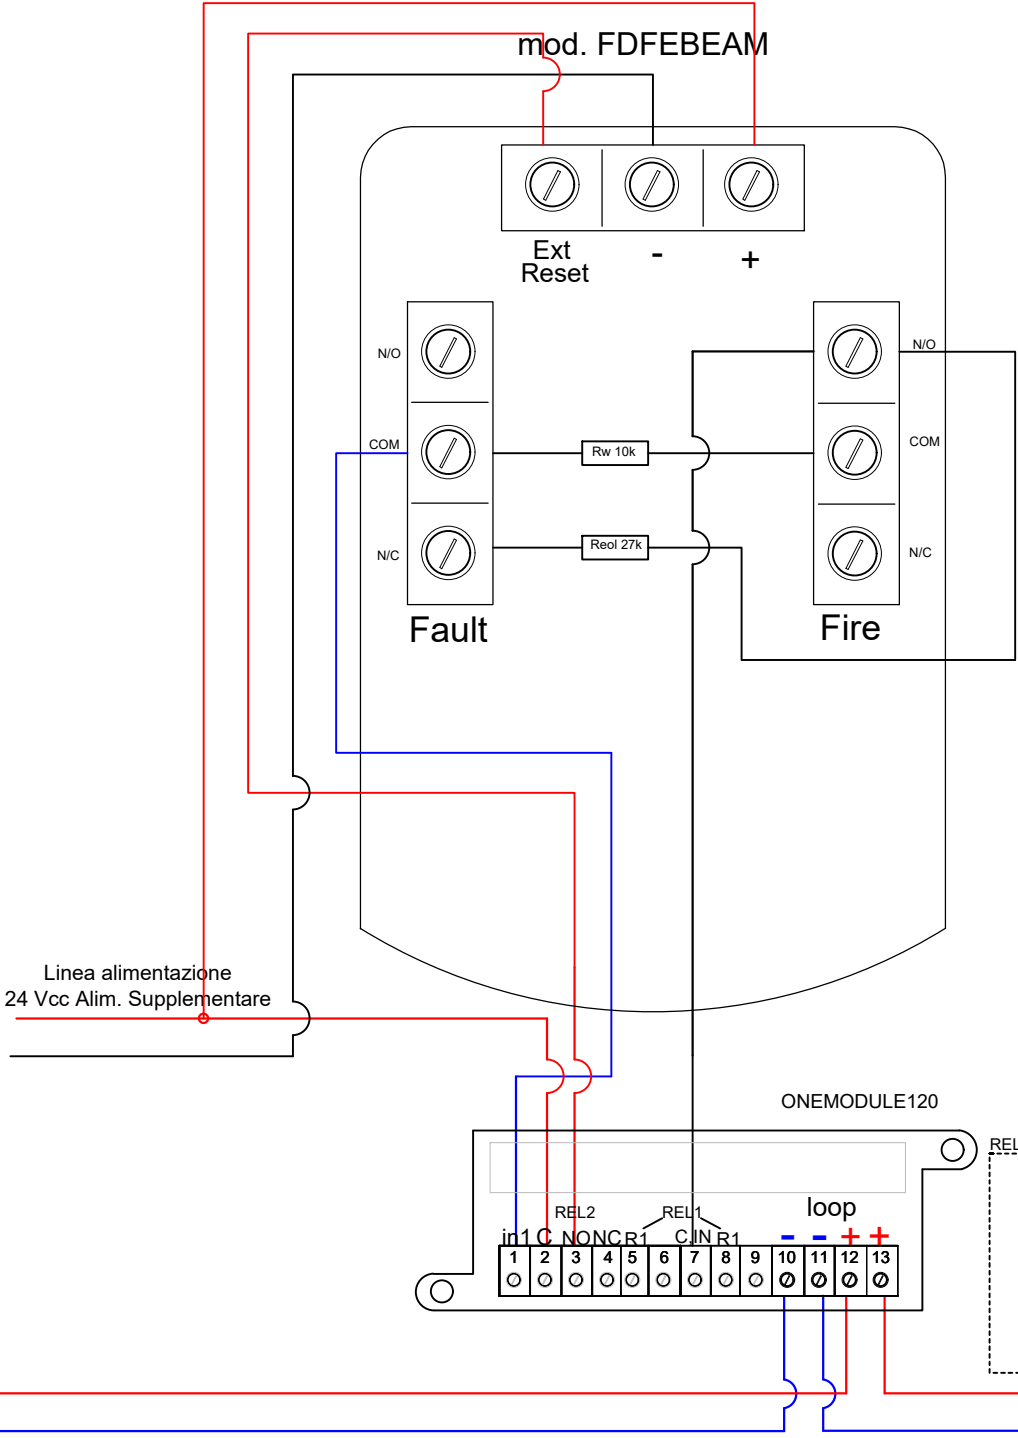 mod. FDFEBEAM
Ext
Reset
-
+
N/O
N/O
COM
Rw 10k
COM
N/C
Reol 27k
N/C
Fault
Fire
Linea alimentazione
24 Vcc Alim. Supplementare
ONEMODULE120
REL
loop
REL2
REL1
in1 C NO NC R1 C.IN R1 - - + +
1 2 3 4 5 6 7 8 9 10 11 12 13